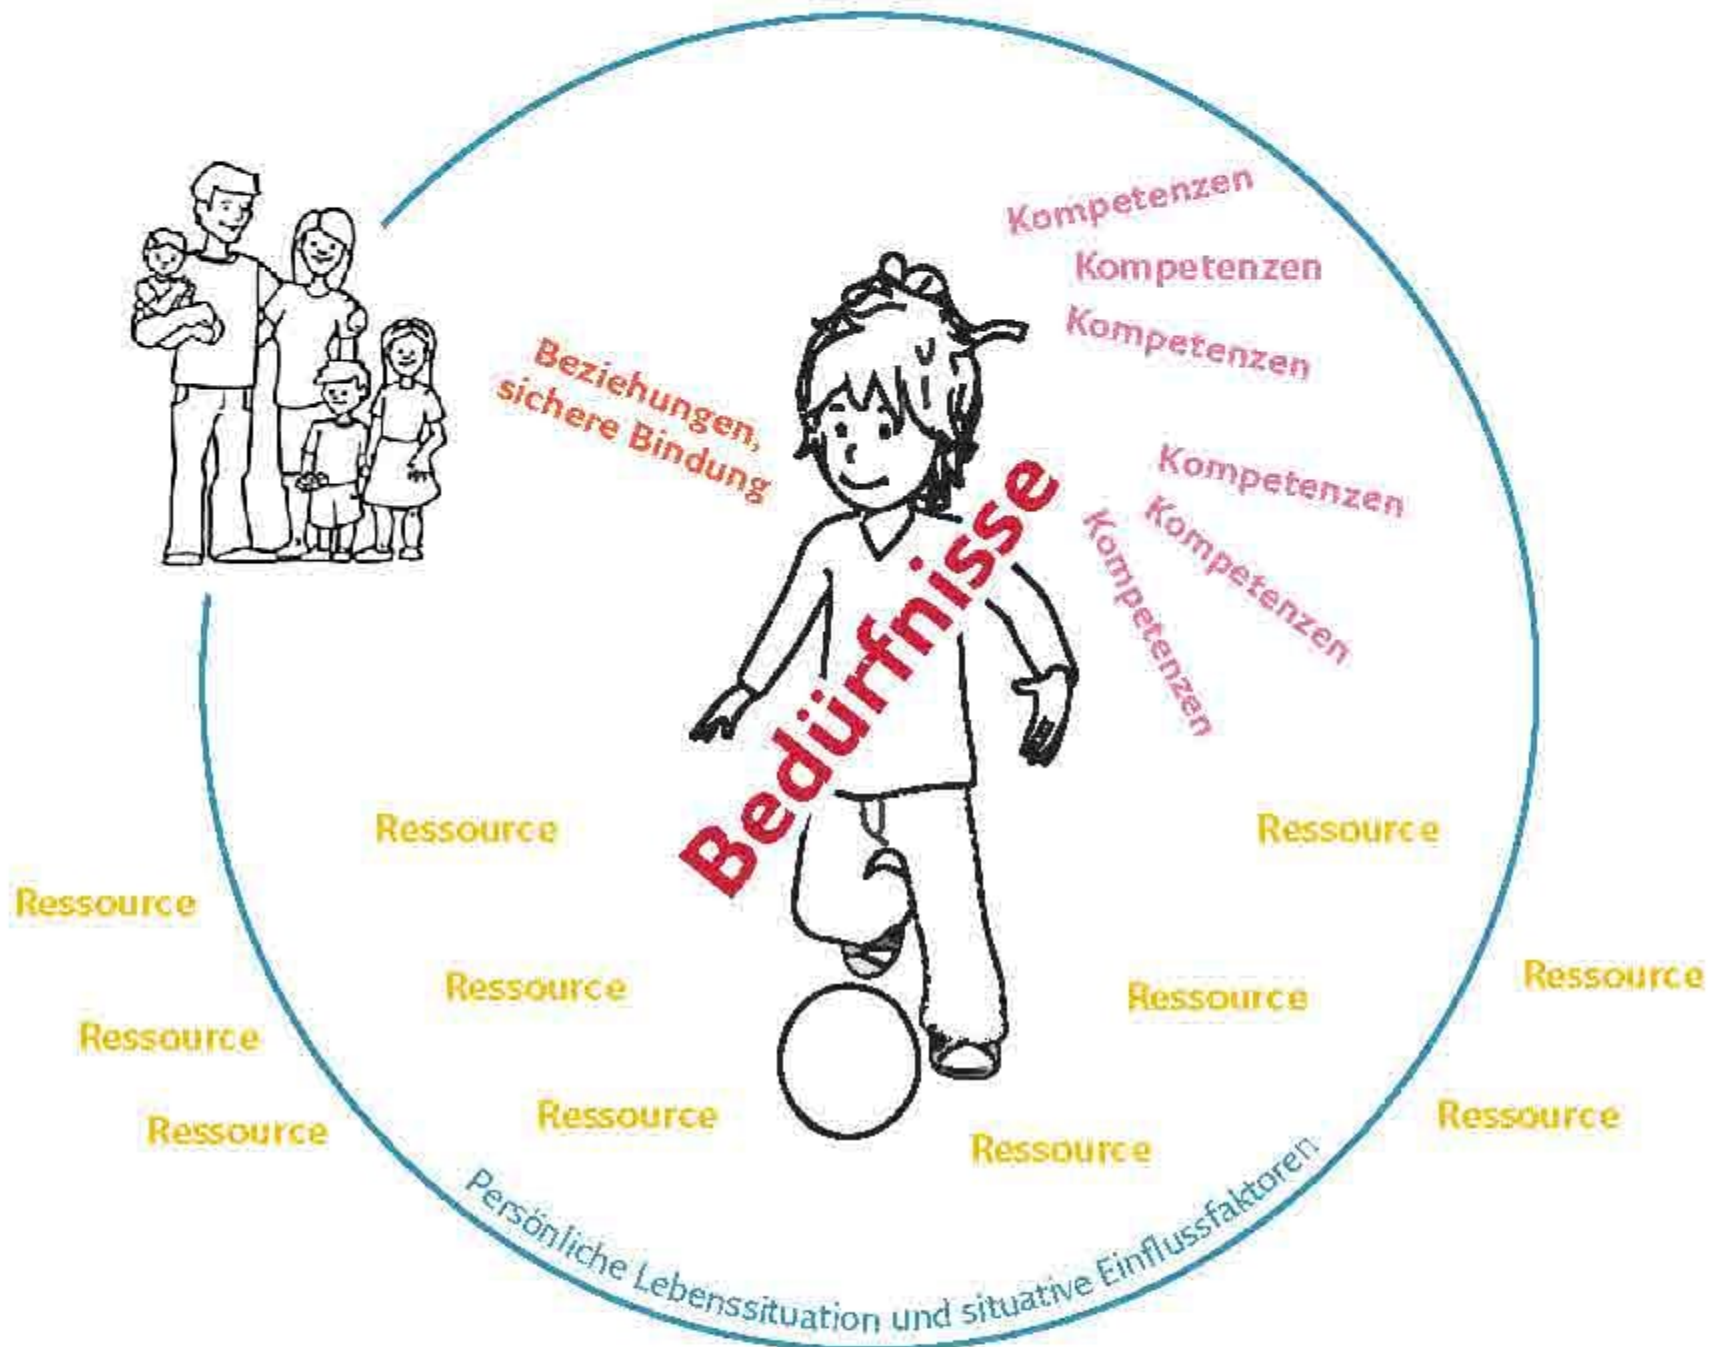 Kompetenzen
Kompetenzen
Kompetenzen
Beziehungen,
sichere Bindung
Kompetenzen
Kompetenzen
Kompetenzen
Bedürfnisse
Ressource
Ressource
Ressource
Ressource
Ressource
Ressource
Ressource
Ressource
Ressource
Ressource
Ressource
Ressource
Persönliche Lebenssituation und situative Einflussfaktoren